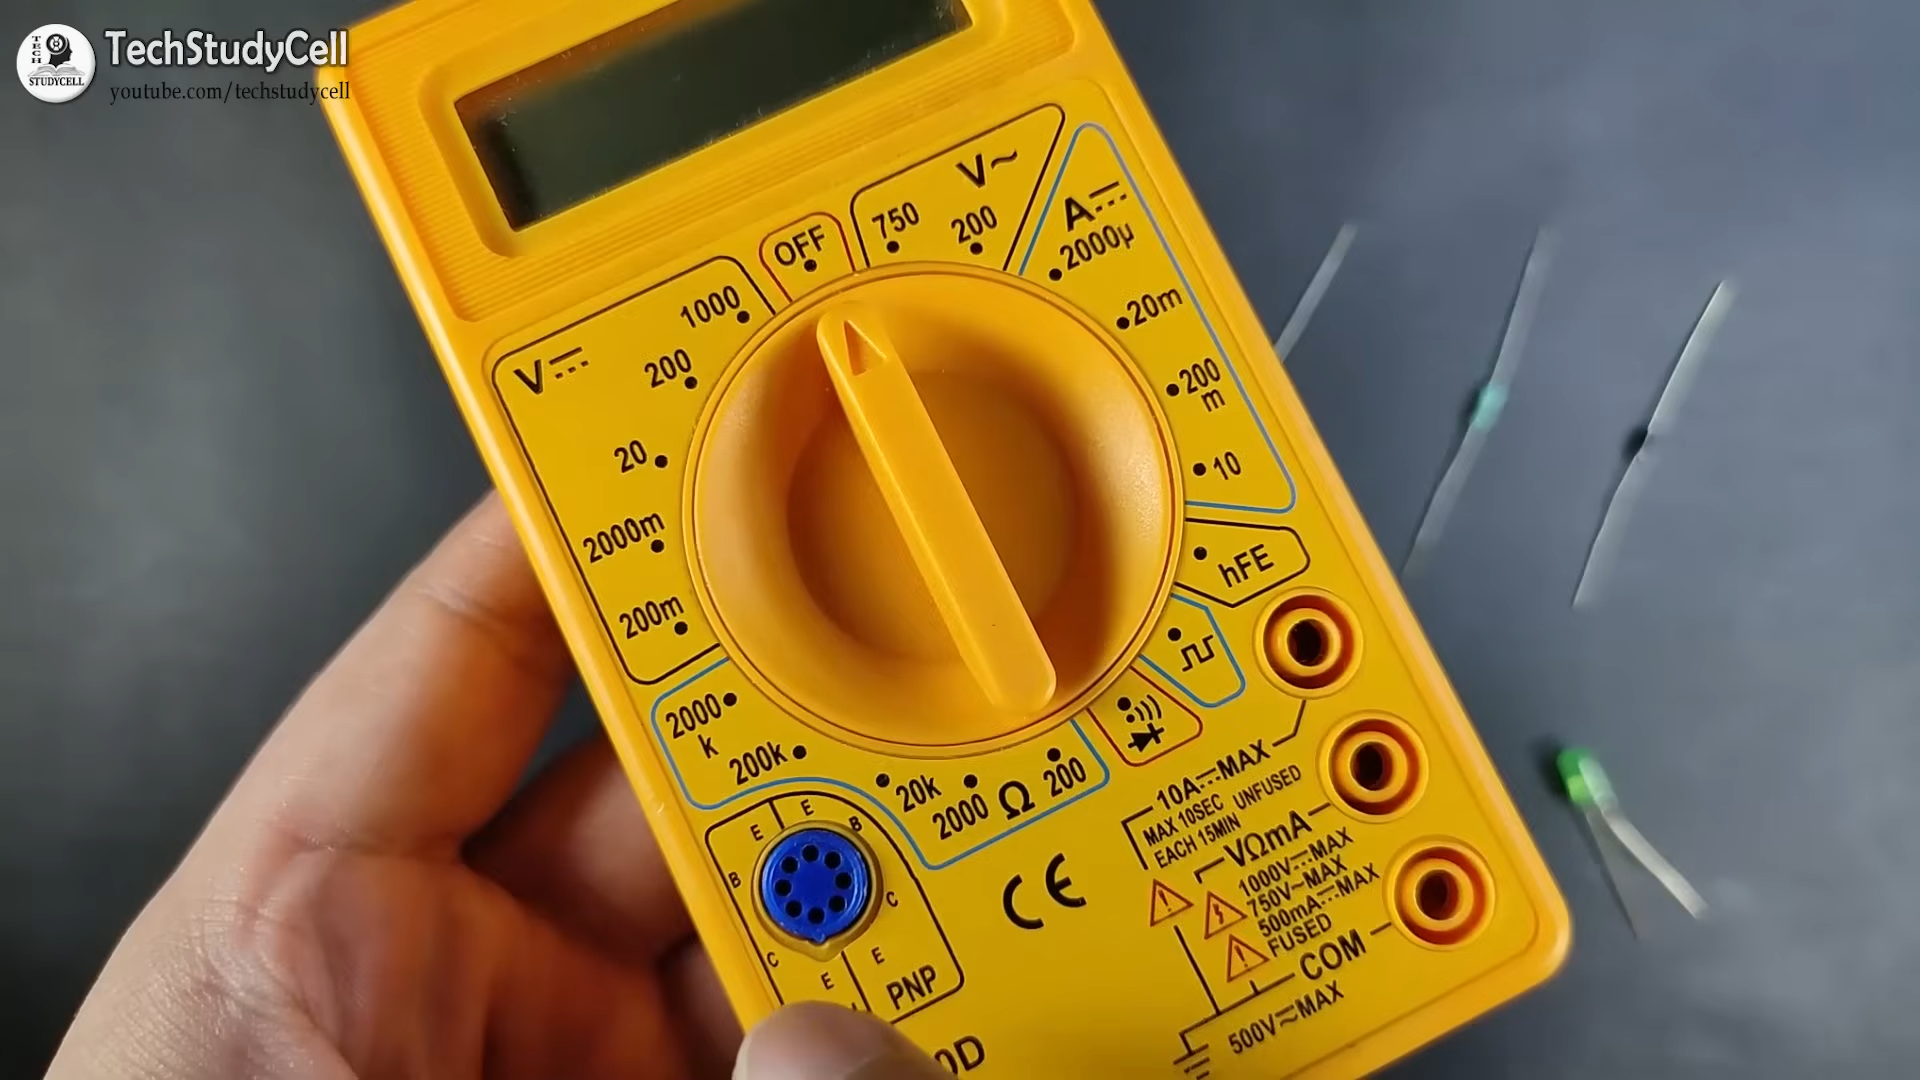 TECH
STUDYCELL
TechStudyCell
youtube.com/techstudycell
OFF
750
200
V~
A
2000µ
20m
200
m
10
hFE
V
1000
200
20
2000m
200m
2000
k
200k
20k
2000
Ω
200
10A⎓MAX
MAX 10SEC UNFUSED
EACH 15MIN
VΩmA
1000V⎓MAX
750V~MAX
500mA⎓MAX
FUSED
COM
500V≂MAX
CE
E
E
B
B
C
C
E
E
PNP
0D